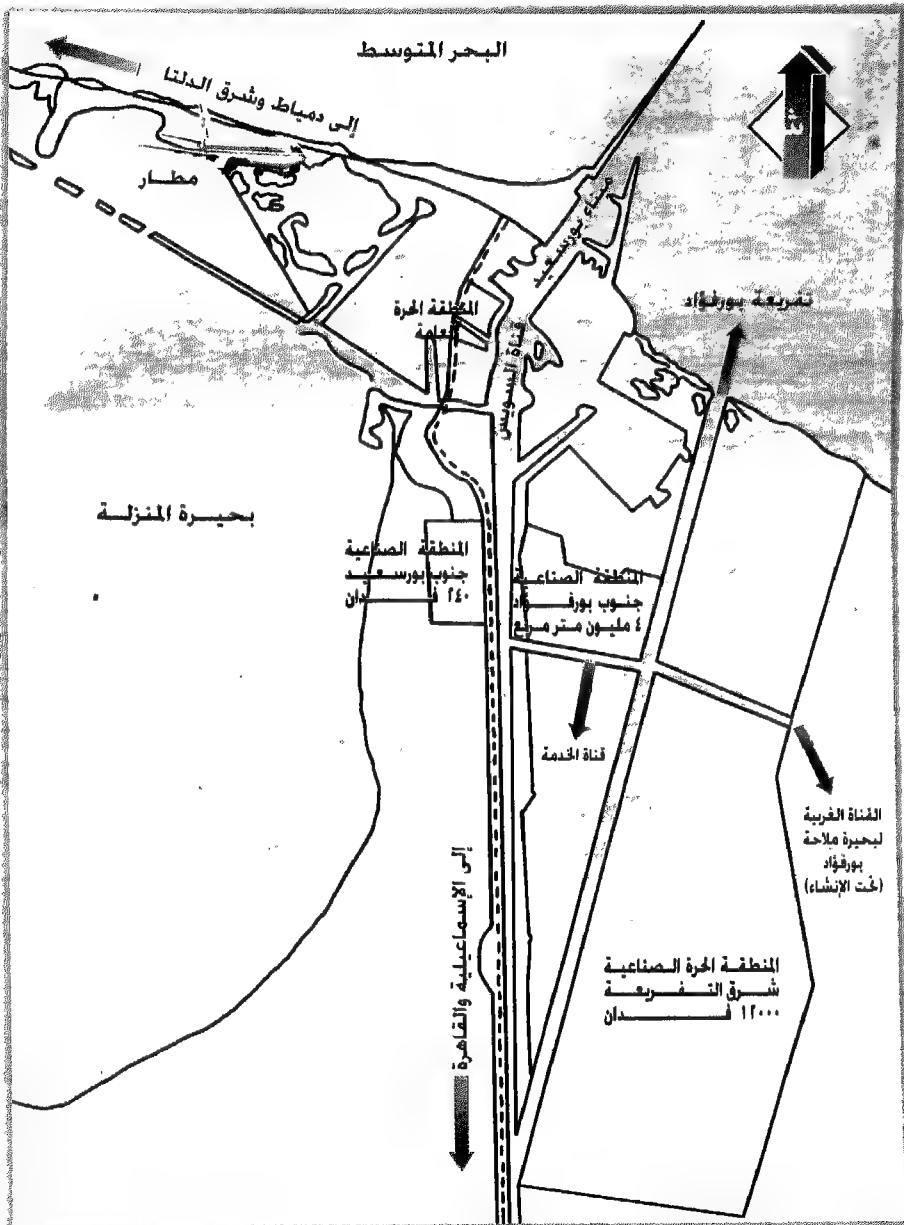 البحر المتوسط
إلى دمياط وشرق الدلتا
مطار
ميناء بورسعيد
تفريعة بورفؤاد
المنطقة الحرة
العامة
قناة السويس
بحيرة المنزلة
المنطقة الصناعية
جنوب بورسعيد
٢٤٠ فدان
المنطقة الصناعية
جنوب بورفؤاد
٤ مليون متر مربع
قناة الخدمة
القناة الغربية
لبحيرة ملاحة
بورفؤاد
(تحت الإنشاء)
إلى الإسماعيلية والقاهرة
المنطقة الحرة الصناعية
شرق التفريعة
١٢٠٠٠ فدان